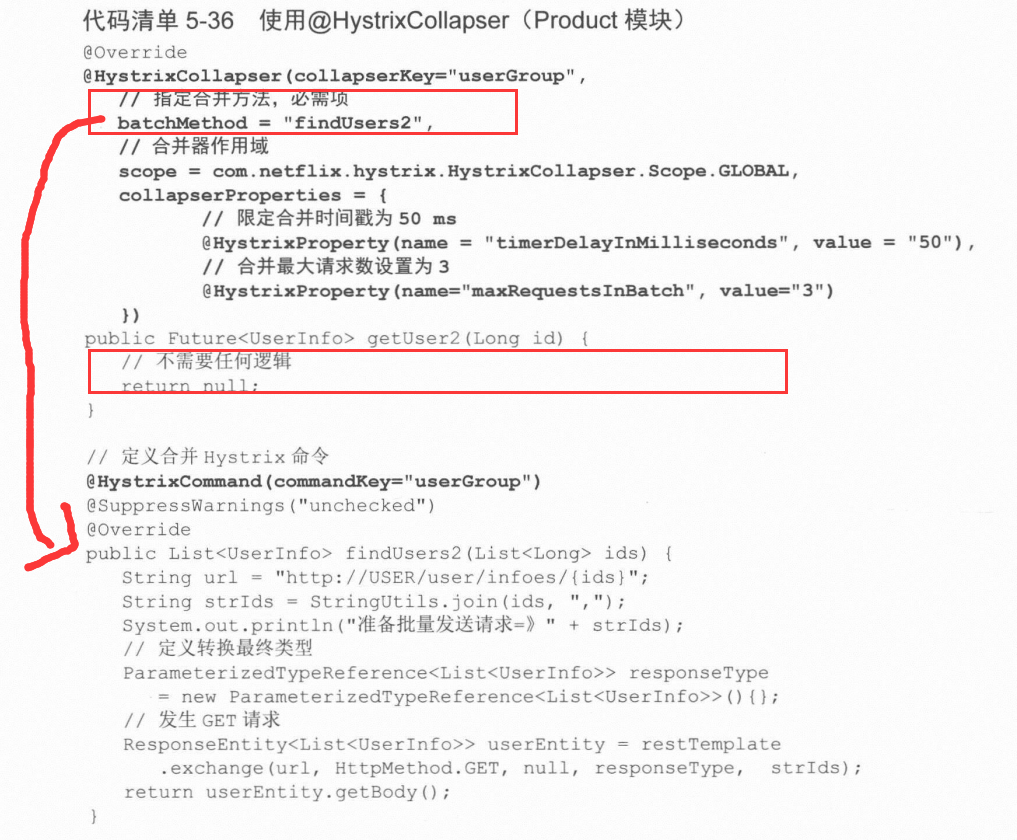 代码清单 5-36 使用@HystrixCollapser（Product 模块）
@Override
@HystrixCollapser(collapserKey="userGroup",
// 指定合并方法，必需项
batchMethod = "findUsers2",
// 合并器作用域
scope = com.netflix.hystrix.HystrixCollapser.Scope.GLOBAL,
collapserProperties = {
// 限定合并时间戳为 50 ms
@HystrixProperty(name = "timerDelayInMilliseconds", value = "50"),
// 合并最大请求数设置为 3
@HystrixProperty(name="maxRequestsInBatch", value="3")
})
public Future<UserInfo> getUser2(Long id) {
// 不需要任何逻辑
return null;
}
// 定义合并 Hystrix 命令
@HystrixCommand(commandKey="userGroup")
@SuppressWarnings("unchecked")
@Override
public List<UserInfo> findUsers2(List<Long> ids) {
String url = "http://USER/user/infoes/{ids}";
String strIds = StringUtils.join(ids, ",");
System.out.println("准备批量发送请求=》" + strIds);
// 定义转换最终类型
ParameterizedTypeReference<List<UserInfo>> responseType
= new ParameterizedTypeReference<List<UserInfo>>(){};
// 发生 GET 请求
ResponseEntity<List<UserInfo>> userEntity = restTemplate
.exchange(url, HttpMethod.GET, null, responseType, strIds);
return userEntity.getBody();
}